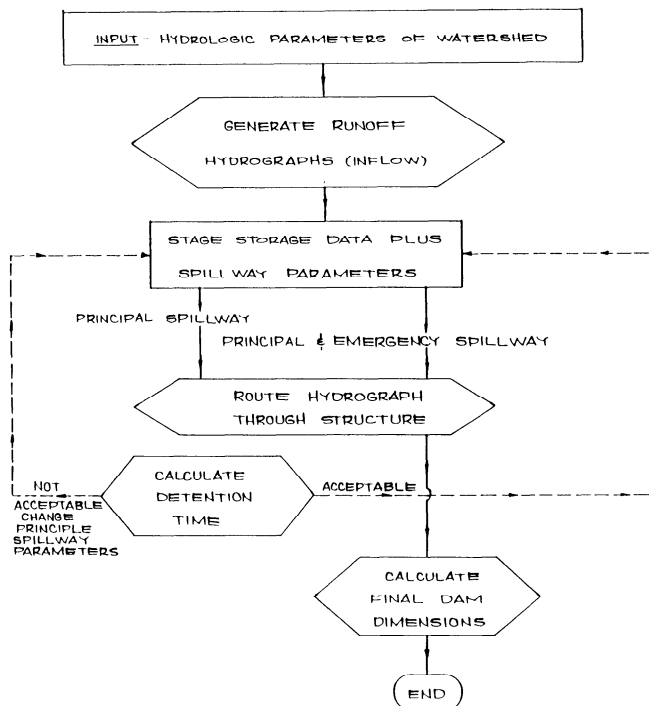 INPUT - HYDROLOGIC PARAMETERS OF WATERSHED
GENERATE RUNOFF
HYDROGRAPHS (INFLOW)
STAGE STORAGE DATA PLUS
SPILLWAY PARAMETERS
PRINCIPAL SPILLWAY
PRINCIPAL & EMERGENCY SPILLWAY
ROUTE HYDROGRAPH
THROUGH STRUCTURE
CALCULATE
DETENTION
TIME
NOT
ACCEPTABLE
CHANGE
PRINCIPLE
SPILLWAY
PARAMETERS
ACCEPTABLE
CALCULATE
FINAL DAM
DIMENSIONS
END